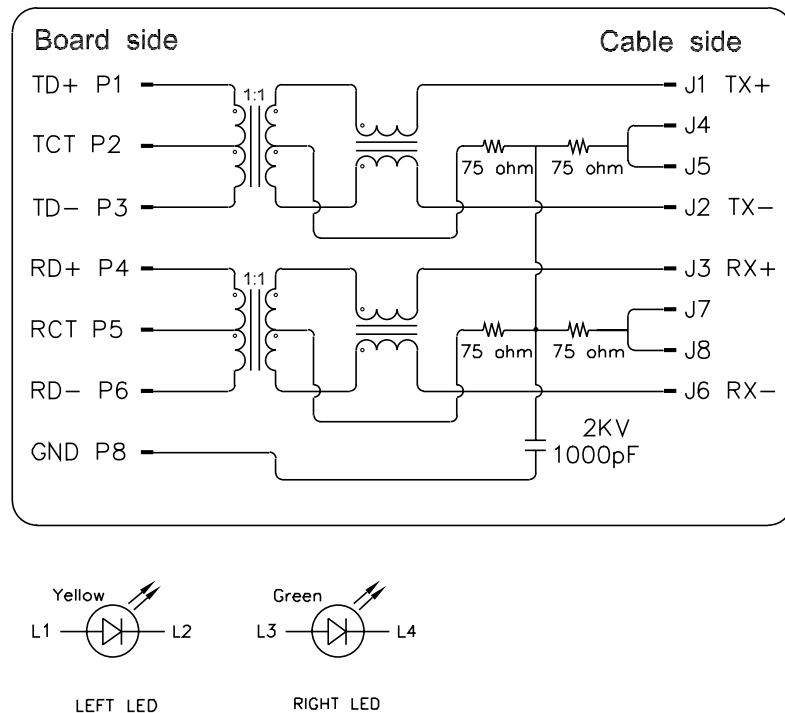 Board side
Cable side
TD+ P1
1:1
J1 TX+
J4
TCT P2
75 ohm
75 ohm
J5
TD- P3
J2 TX-
RD+ P4
1:1
J3 RX+
J7
RCT P5
75 ohm
75 ohm
J8
RD- P6
J6 RX-
2KV
GND P8
1000pF
Yellow
L1
L2
Green
L3
L4
LEFT LED
RIGHT LED